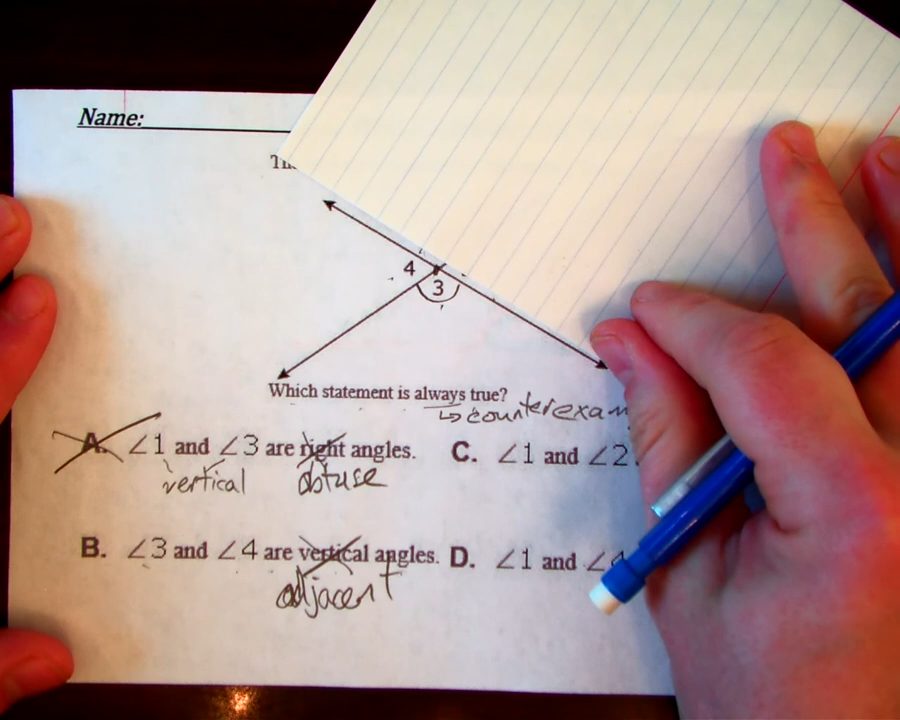 Name:
4
3
Which statement is always true?
↳ counterexam
A. ∠1 and ∠3 are right angles.
vertical obtuse
C. ∠1 and ∠2
B. ∠3 and ∠4 are vertical angles.
adjacent
D. ∠1 and ∠4